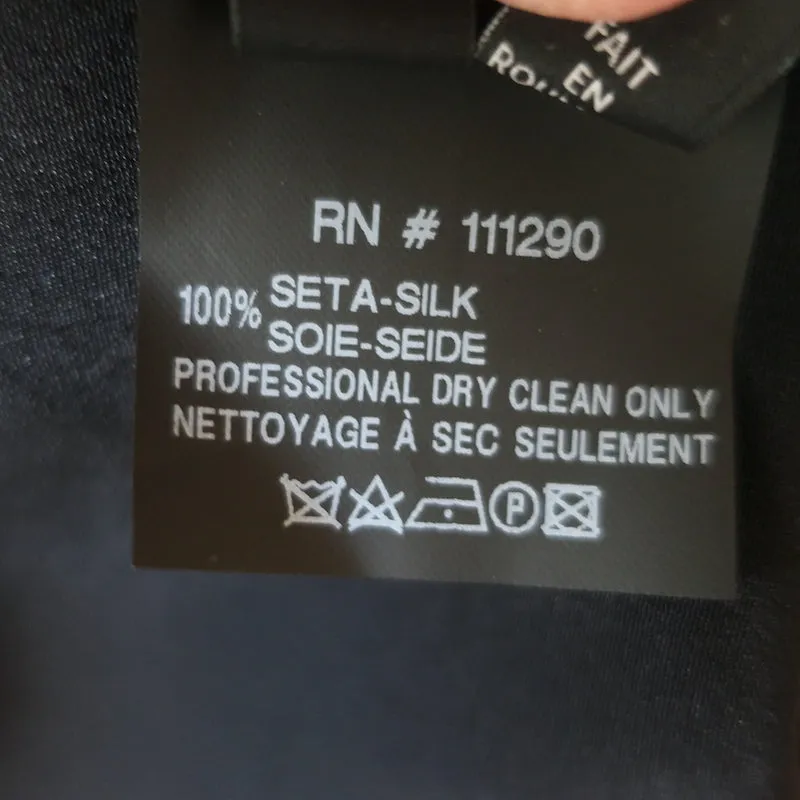 FAIT
EN
RN # 111290
100% SETA-SILK
SOIE-SEIDE
PROFESSIONAL DRY CLEAN ONLY
NETTOYAGE À SEC SEULEMENT
P